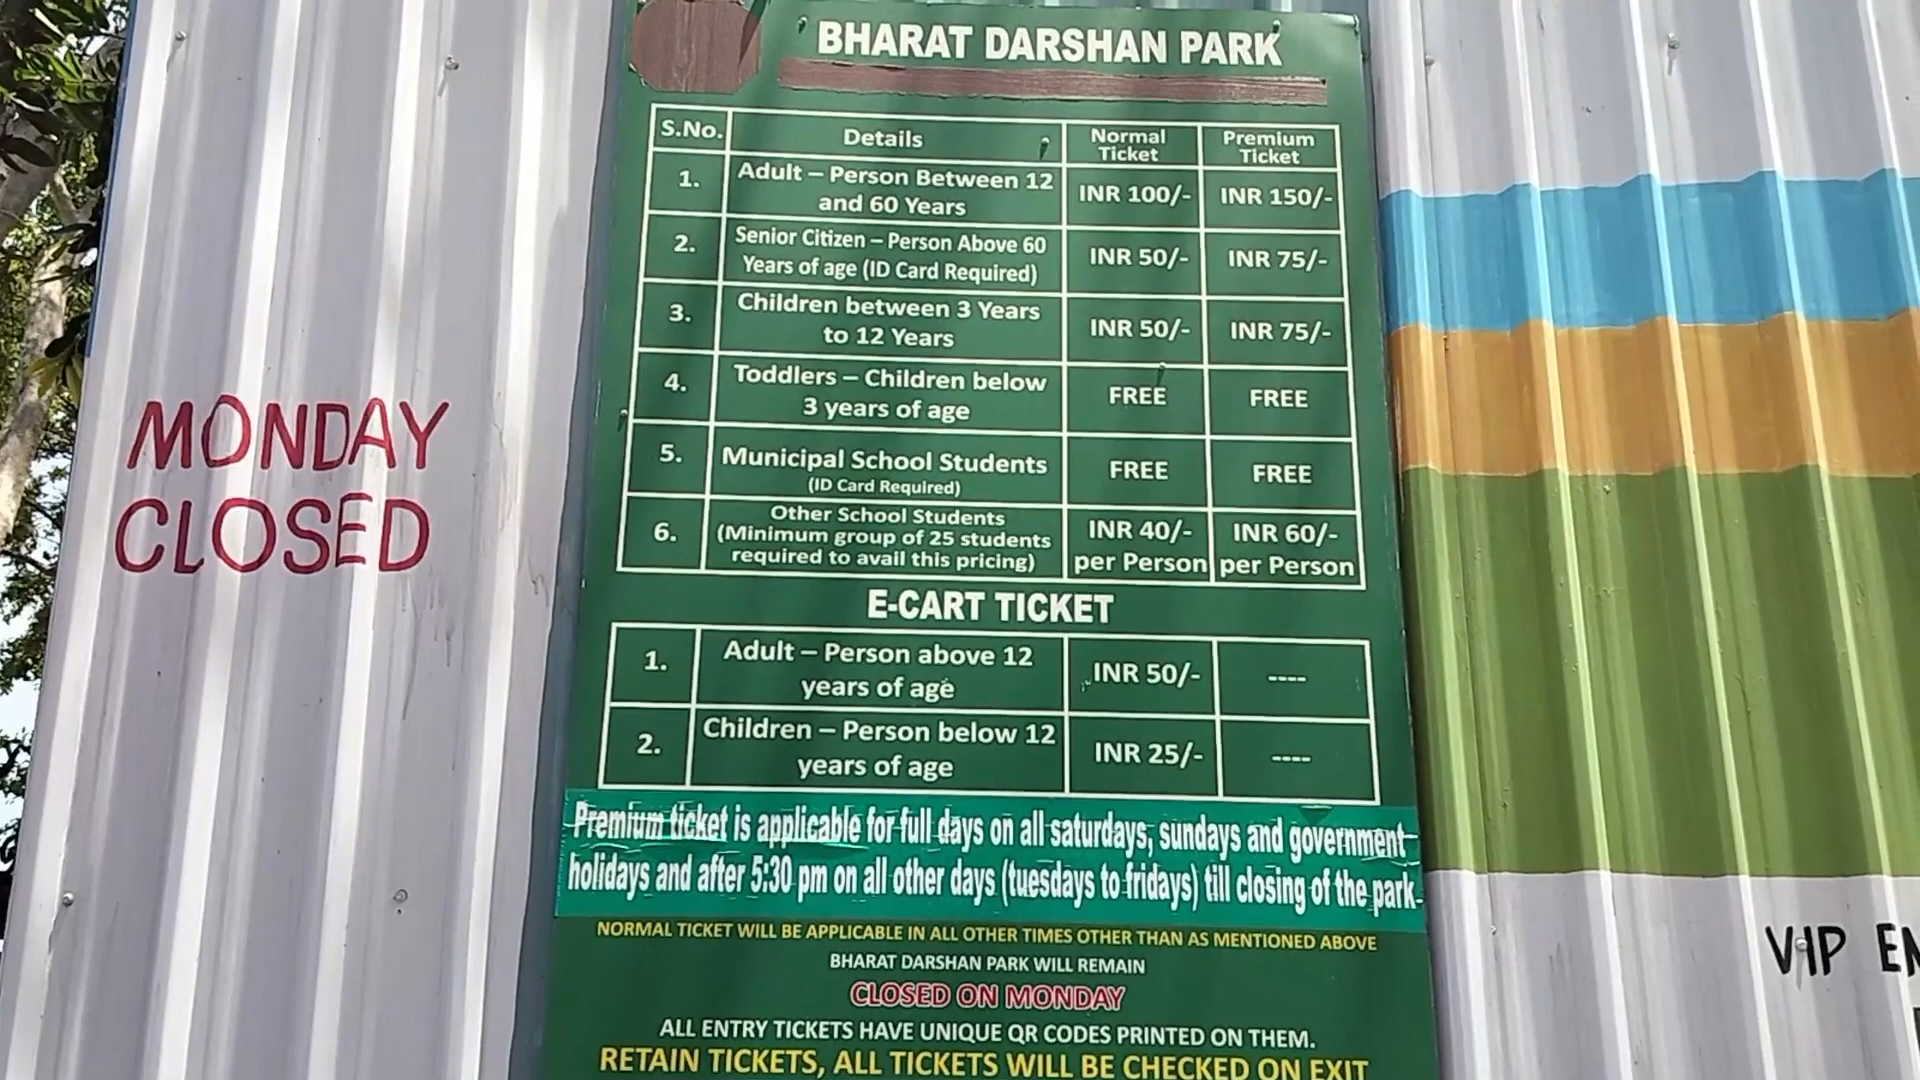 BHARAT DARSHAN PARK
S.No. Details Normal Ticket Premium Ticket
1. Adult – Person Between 12 and 60 Years INR 100/- INR 150/-
2. Senior Citizen – Person Above 60 Years of age (ID Card Required) INR 50/- INR 75/-
3. Children between 3 Years to 12 Years INR 50/- INR 75/-
4. Toddlers – Children below 3 years of age FREE FREE
5. Municipal School Students (ID Card Required) FREE FREE
6. Other School Students (Minimum group of 25 students required to avail this pricing) INR 40/- per Person INR 60/- per Person
E-CART TICKET
1. Adult – Person above 12 years of age INR 50/- ----
2. Children – Person below 12 years of age INR 25/- ----
Premium ticket is applicable for full days on all saturdays, sundays and government
holidays and after 5:30 pm on all other days (tuesdays to fridays) till closing of the park
NORMAL TICKET WILL BE APPLICABLE IN ALL OTHER TIMES OTHER THAN AS MENTIONED ABOVE
BHARAT DARSHAN PARK WILL REMAIN
CLOSED ON MONDAY
ALL ENTRY TICKETS HAVE UNIQUE QR CODES PRINTED ON THEM.
RETAIN TICKETS, ALL TICKETS WILL BE CHECKED ON EXIT
MONDAY
CLOSED
VIP